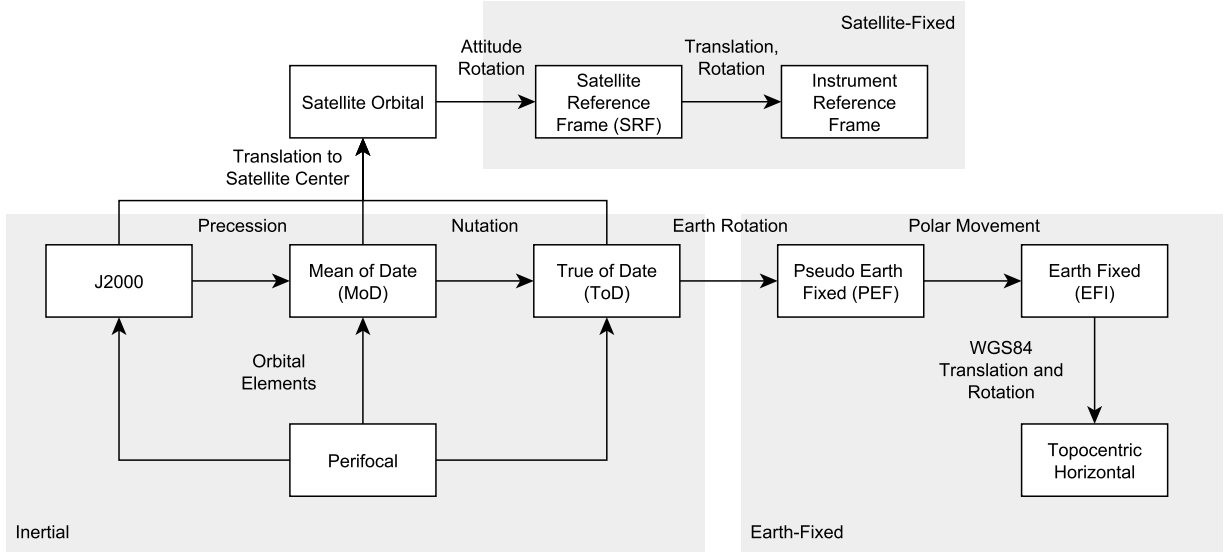 Satellite-Fixed
Attitude
Rotation
Translation,
Rotation
Satellite Orbital
Satellite
Reference
Frame (SRF)
Instrument
Reference
Frame
Translation to
Satellite Center
Precession
Nutation
Earth Rotation
Polar Movement
J2000
Mean of Date
(MoD)
True of Date
(ToD)
Pseudo Earth
Fixed (PEF)
Earth Fixed
(EFI)
Orbital
Elements
WGS84
Translation and
Rotation
Perifocal
Topocentric
Horizontal
Inertial
Earth-Fixed